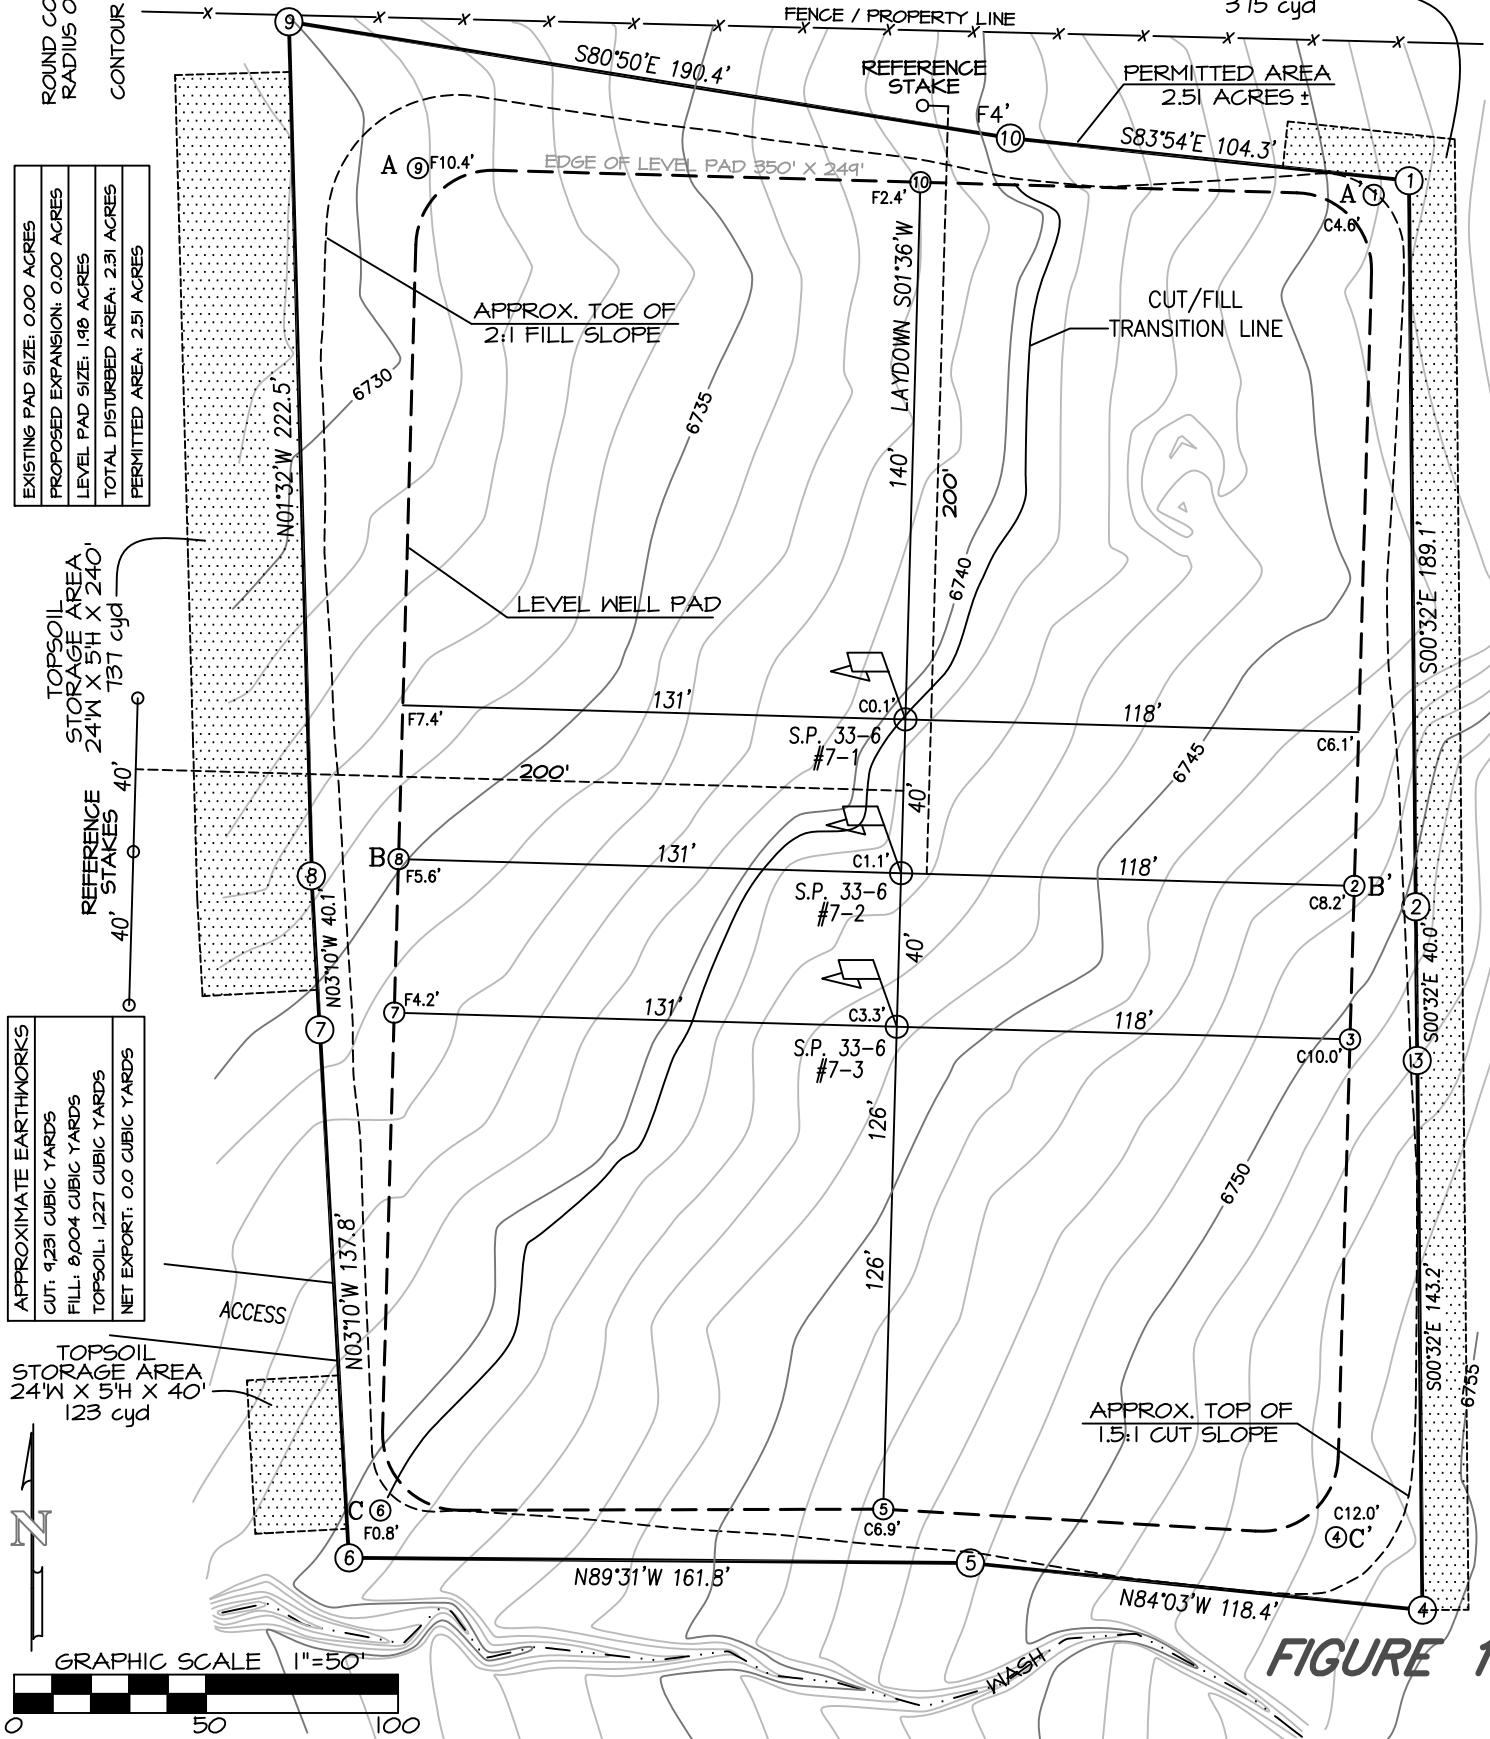 ROUND CO
RADIUS O
CONTOUR
375 cyd
FENCE / PROPERTY LINE
S80°50'E 190.4'
REFERENCE
STAKE
PERMITTED AREA
2.51 ACRES ±
F4'
S83°54'E 104.3'
9
10
1
A
9
F10.4'
EDGE OF LEVEL PAD 350' X 249'
10
F2.4'
A'
1
C4.6'
EXISTING PAD SIZE: 0.00 ACRES
PROPOSED EXPANSION: 0.00 ACRES
LEVEL PAD SIZE: 1.98 ACRES
TOTAL DISTURBED AREA: 2.31 ACRES
PERMITTED AREA: 2.51 ACRES
LAYDOWN S01°36'W
APPROX. TOE OF
2:1 FILL SLOPE
CUT/FILL
TRANSITION LINE
6730
6735
N01°32'W 222.5'
140'
200'
6740
S00°32'E 189.1'
TOPSOIL
STORAGE AREA
24'W X 5'H X 240'
737 cyd
LEVEL WELL PAD
F7.4'
131'
C0.1'
118'
C6.1'
S.P. 33-6
#7-1
6745
40'
200'
40'
REFERENCE
STAKES
40'
B
8
F5.6'
131'
C1.1'
118'
2
B'
C8.2'
S.P. 33-6
#7-2
8
2
N03°10'W 40.1'
40'
S00°32'E 40.0'
7
F4.2'
131'
C3.3'
118'
3
C10.0'
S.P. 33-6
#7-3
7
13
APPROXIMATE EARTHWORKS
CUT: 9,231 CUBIC YARDS
FILL: 8,004 CUBIC YARDS
TOPSOIL: 1,227 CUBIC YARDS
NET EXPORT: 0.0 CUBIC YARDS
126'
6750
N03°10'W 137.8'
126'
S00°32'E 143.2'
ACCESS
TOPSOIL
STORAGE AREA
24'W X 5'H X 40'
123 cyd
6755
APPROX. TOP OF
1.5:1 CUT SLOPE
C
6
F0.8'
5
C6.9'
C12.0'
4
C'
N
6
N89°31'W 161.8'
5
N84°03'W 118.4'
4
WASH
FIGURE 1
GRAPHIC SCALE 1"=50'
0 50 100